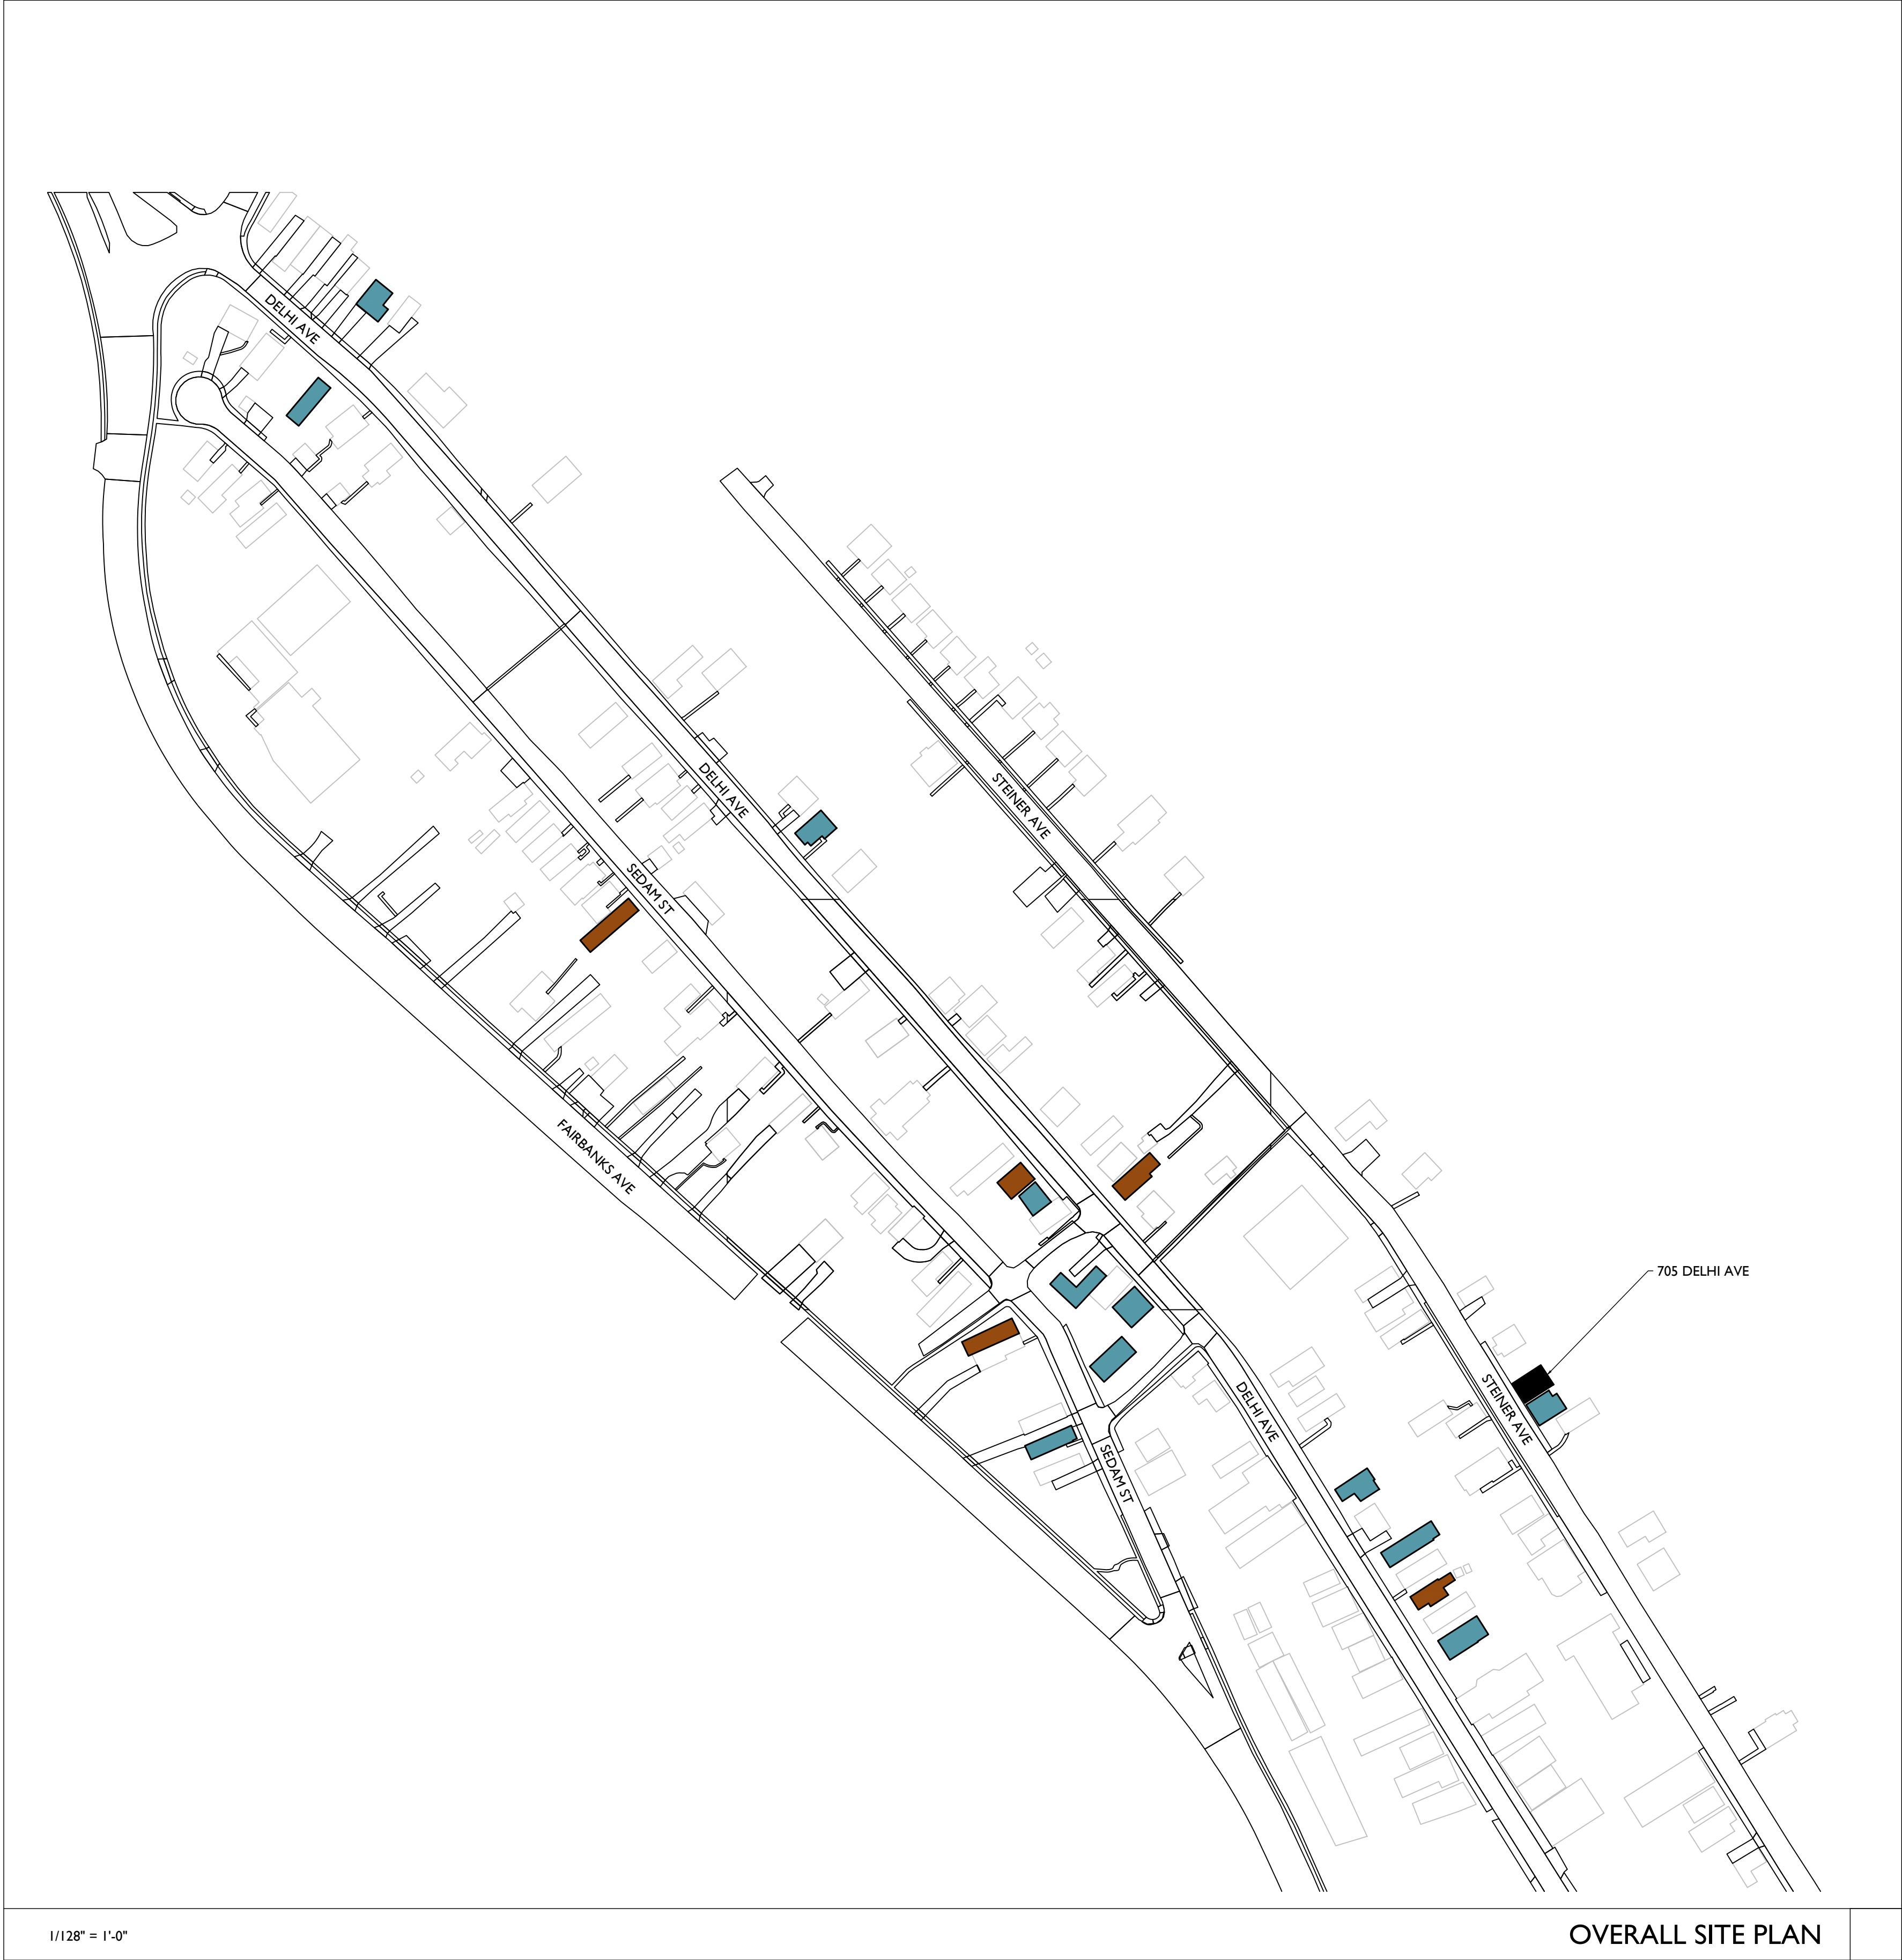 DELHI AVE
STEINER AVE
DELHI AVE
SEDAM ST
FAIRBANKS AVE
705 DELHI AVE
STEINER AVE
DELHI AVE
SEDAM ST
1/128" = 1'-0"
OVERALL SITE PLAN